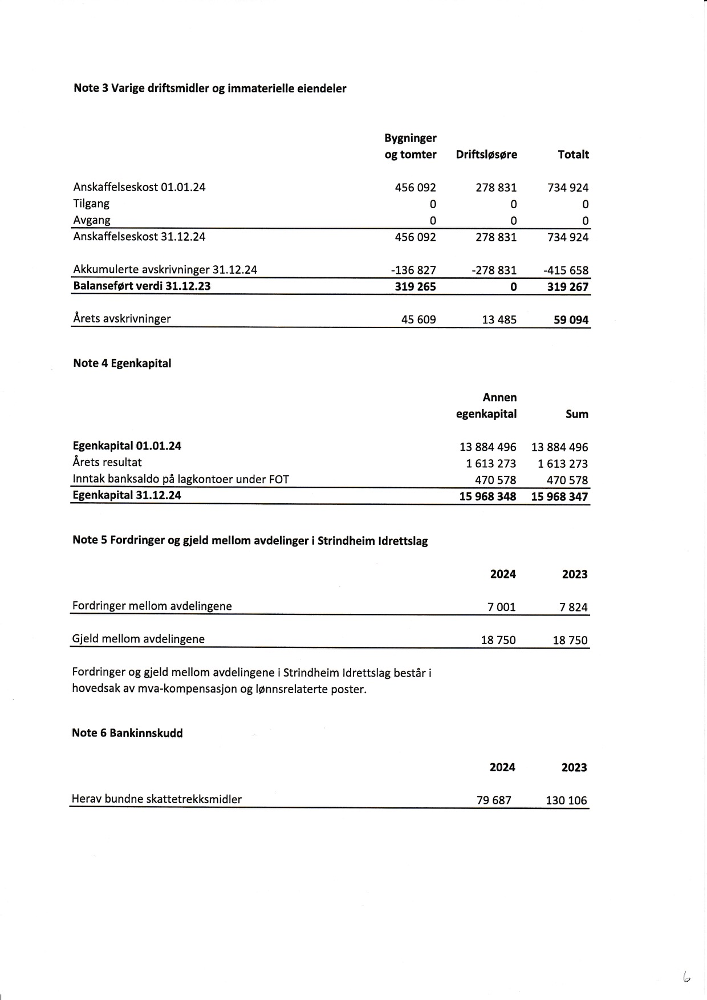 Note 3 Varige driftsmidler og immaterielle eiendeler
Bygninger
og tomter Driftsløsøre Totalt
Anskaffelseskost 01.01.24 456 092 278 831 734 924
Tilgang 0 0 0
Avgang 0 0 0
Anskaffelseskost 31.12.24 456 092 278 831 734 924
Akkumulerte avskrivninger 31.12.24 -136 827 -278 831 -415 658
Balanseført verdi 31.12.23 319 265 0 319 267
Årets avskrivninger 45 609 13 485 59 094
Note 4 Egenkapital
Annen
egenkapital Sum
Egenkapital 01.01.24 13 884 496 13 884 496
Årets resultat 1 613 273 1 613 273
Inntak banksaldo på lagkontoer under FOT 470 578 470 578
Egenkapital 31.12.24 15 968 348 15 968 347
Note 5 Fordringer og gjeld mellom avdelinger i Strindheim Idrettslag
2024 2023
Fordringer mellom avdelingene 7 001 7 824
Gjeld mellom avdelingene 18 750 18 750
Fordringer og gjeld mellom avdelingene i Strindheim Idrettslag består i
hovedsak av mva-kompensasjon og lønnsrelaterte poster.
Note 6 Bankinnskudd
2024 2023
Herav bundne skattetrekksmidler 79 687 130 106
6